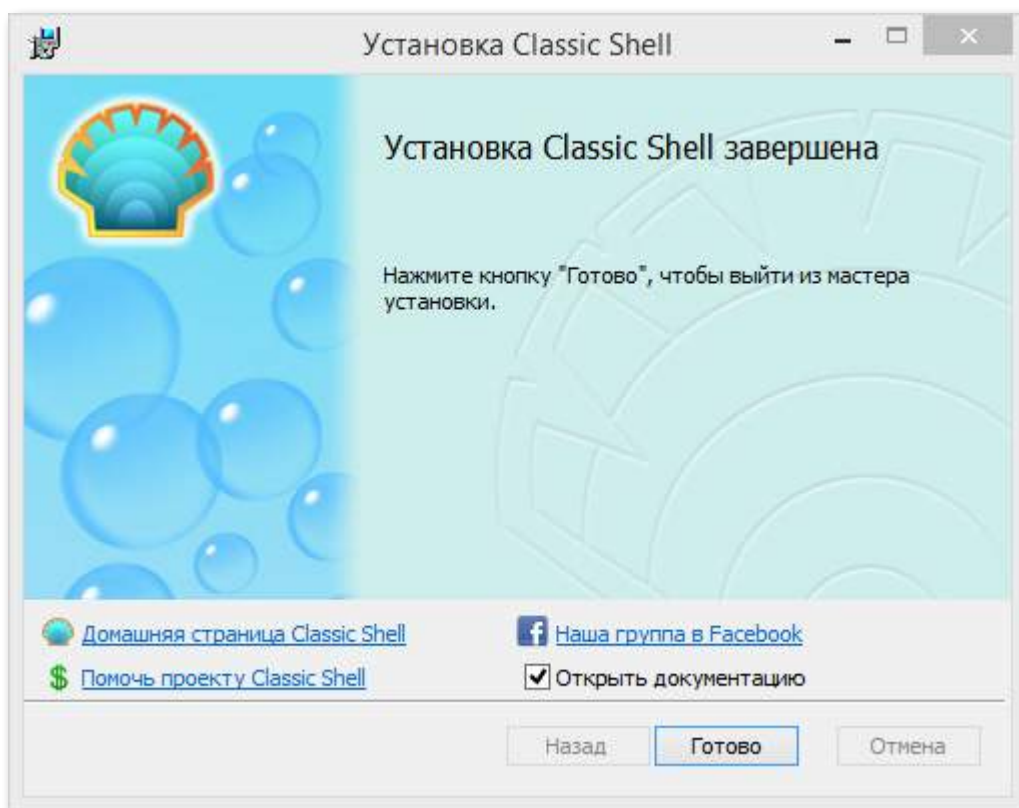 Установка Classic Shell
Установка Classic Shell завершена
Нажмите кнопку "Готово", чтобы выйти из мастера
установки.
Домашняя страница Classic Shell
Наша группа в Facebook
Помочь проекту Classic Shell
Открыть документацию
Назад
Готово
Отмена